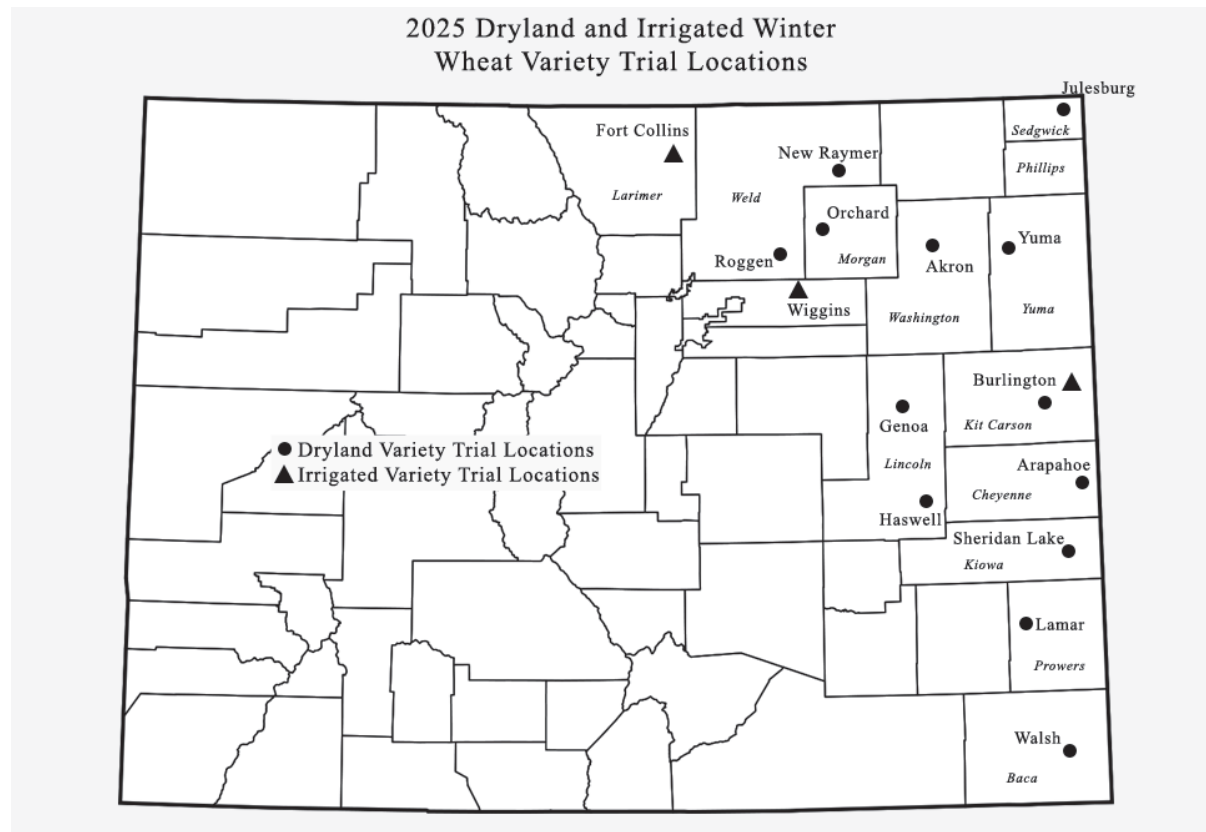 2025 Dryland and Irrigated Winter
Wheat Variety Trial Locations
Julesburg
Sedgwick
Fort Collins
New Raymer
Phillips
Larimer
Weld
Orchard
Yuma
Roggen
Morgan
Akron
Wiggins
Washington
Yuma
Burlington
Genoa
Kit Carson
Dryland Variety Trial Locations
Irrigated Variety Trial Locations
Lincoln
Arapahoe
Cheyenne
Haswell
Sheridan Lake
Kiowa
Lamar
Prowers
Walsh
Baca